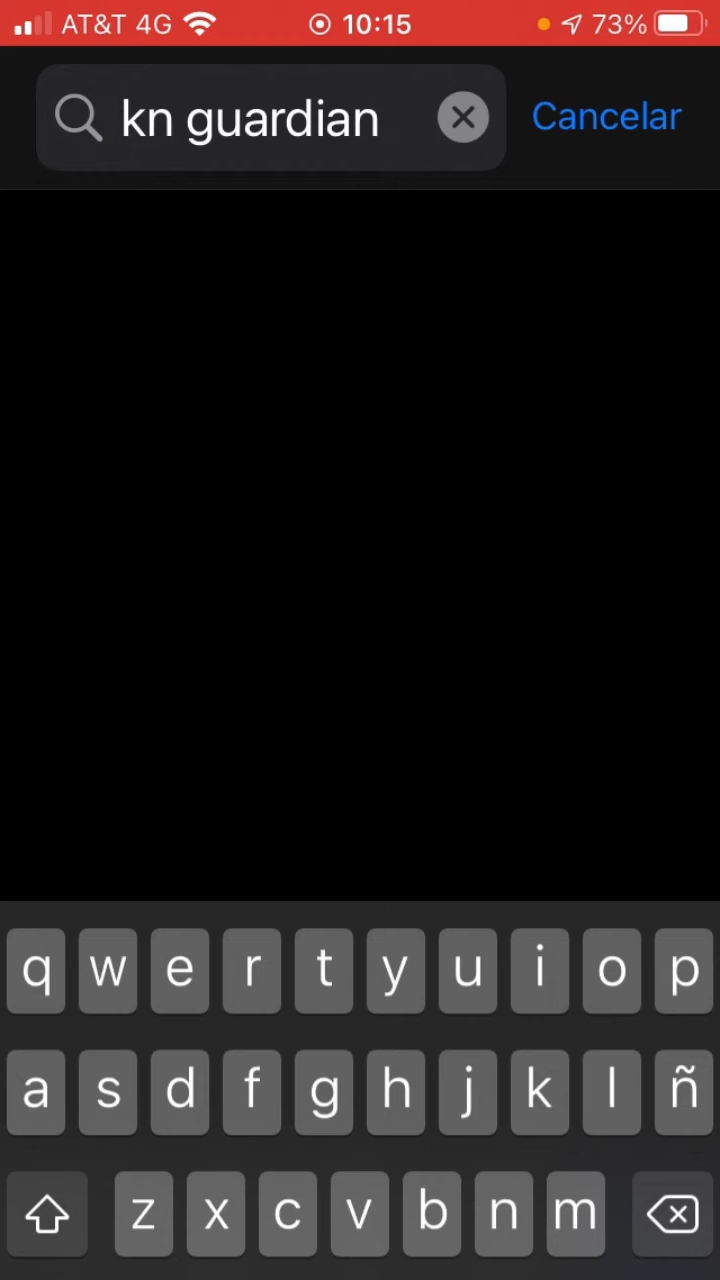 AT&T 4G 10:15 73%
kn guardian Cancelar
q w e r t y u i o p
a s d f g h j k l ñ
z x c v b n m